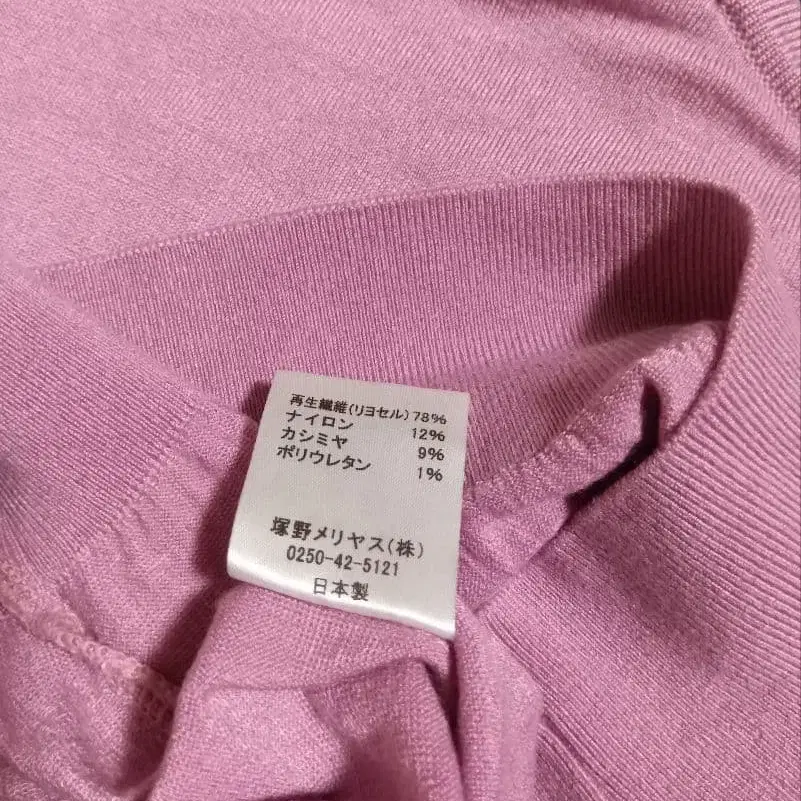 再生繊維(リヨセル) 78%
ナイロン 12%
カシミヤ 9%
ポリウレタン 1%
塚野メリヤス(株)
0250-42-5121
日本製